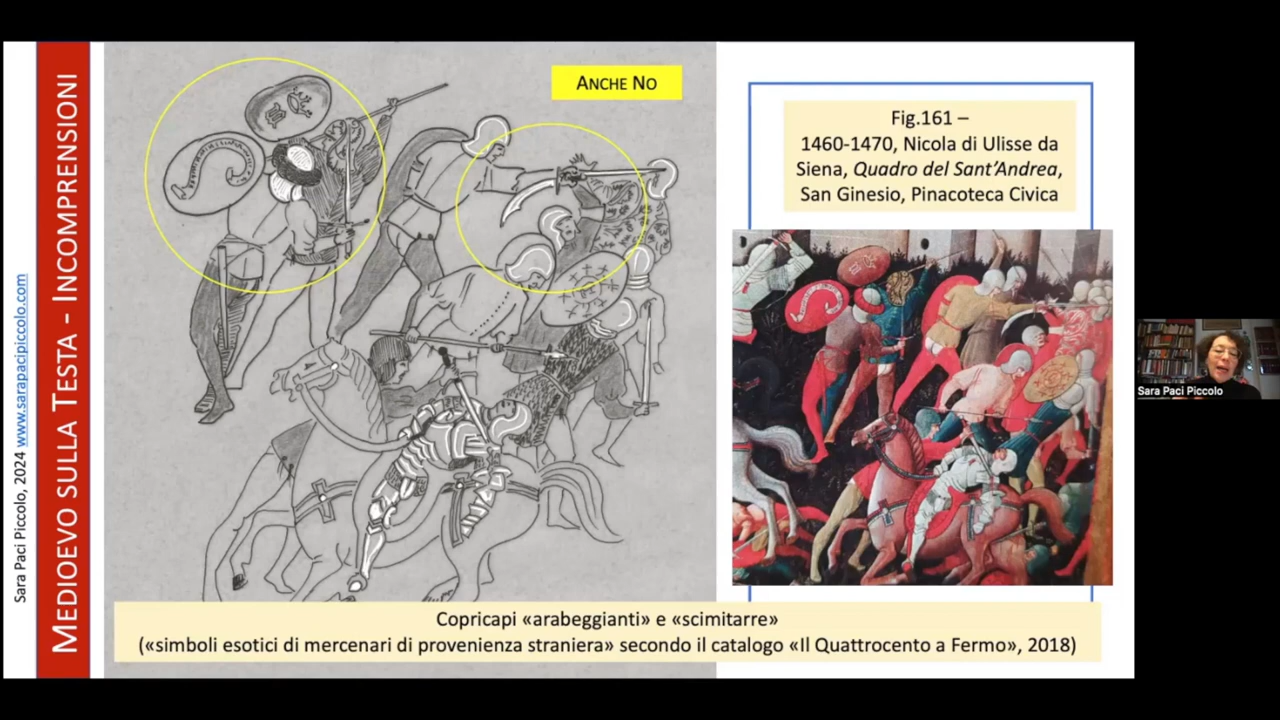 Sara Paci Piccolo, 2024 www.sarapacipiccolo.com
MEDIOEVO SULLA TESTA - INCOMPRENSIONI
ANCHE NO
Fig.161 –
1460-1470, Nicola di Ulisse da
Siena, Quadro del Sant’Andrea,
San Ginesio, Pinacoteca Civica
Sara Paci Piccolo
Copricapi «arabeggianti» e «scimitarre»
(«simboli esotici di mercenari di provenienza straniera» secondo il catalogo «Il Quattrocento a Fermo», 2018)